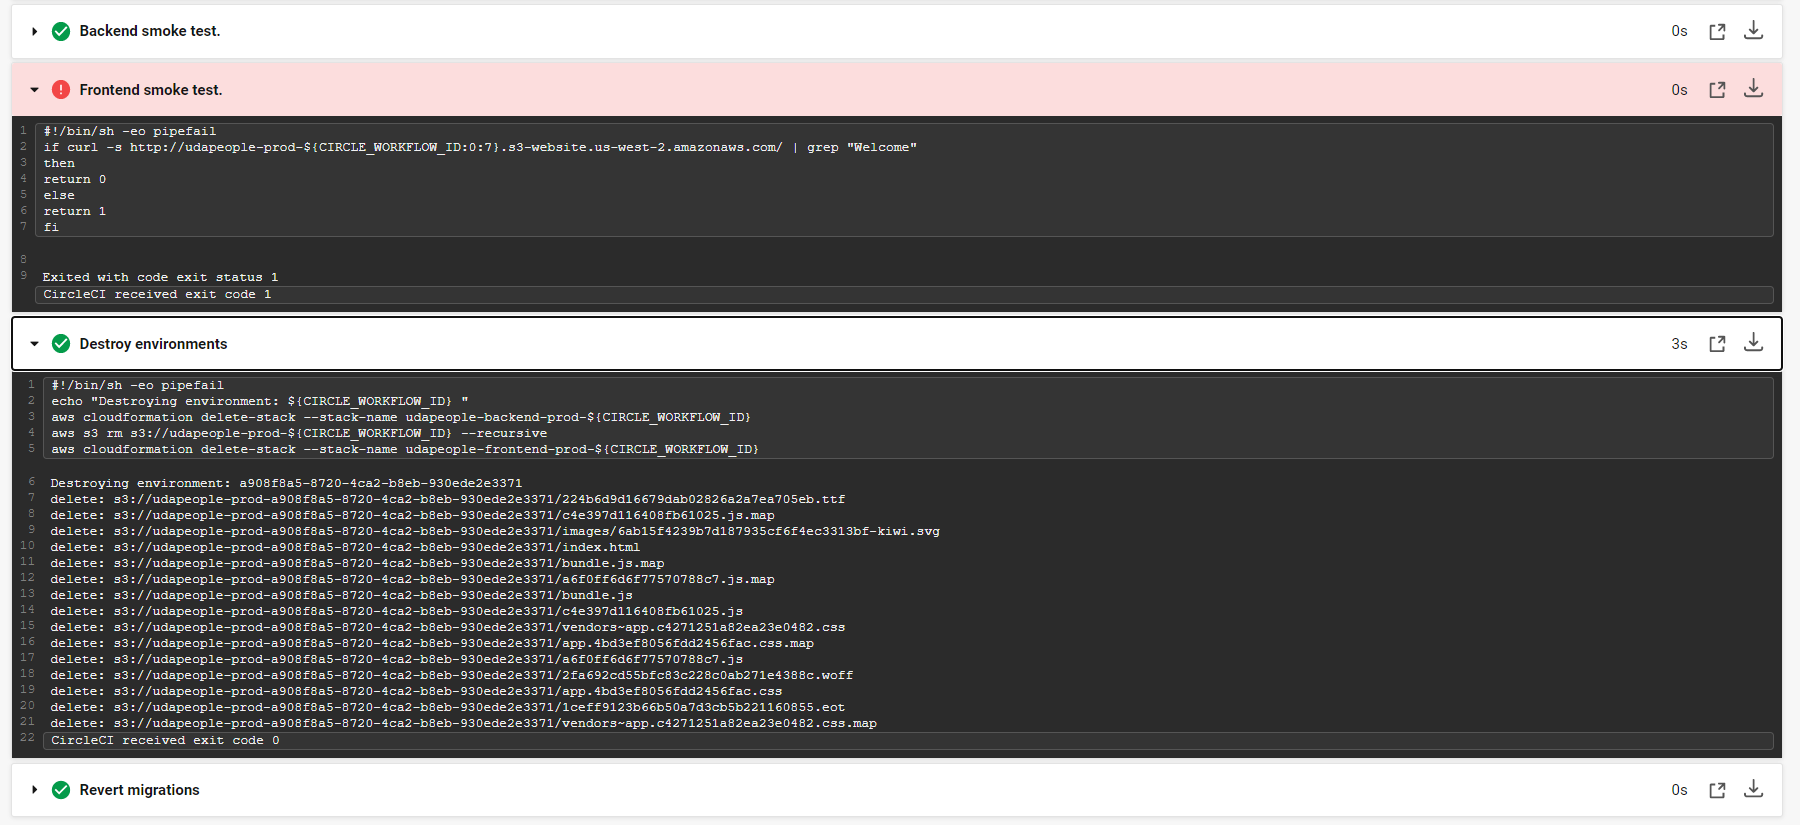 Backend smoke test.
0s
Frontend smoke test.
0s
1 #!/bin/sh -eo pipefail
2 if curl -s http://udapeople-prod-${CIRCLE_WORKFLOW_ID:0:7}.s3-website.us-west-2.amazonaws.com/ | grep "Welcome"
3 then
4 return 0
5 else
6 return 1
7 fi
8
9 Exited with code exit status 1
CircleCI received exit code 1
Destroy environments
3s
1 #!/bin/sh -eo pipefail
2 echo "Destroying environment: ${CIRCLE_WORKFLOW_ID} "
3 aws cloudformation delete-stack --stack-name udapeople-backend-prod-${CIRCLE_WORKFLOW_ID}
4 aws s3 rm s3://udapeople-prod-${CIRCLE_WORKFLOW_ID} --recursive
5 aws cloudformation delete-stack --stack-name udapeople-frontend-prod-${CIRCLE_WORKFLOW_ID}
6 Destroying environment: a908f8a5-8720-4ca2-b8eb-930ede2e3371
7 delete: s3://udapeople-prod-a908f8a5-8720-4ca2-b8eb-930ede2e3371/224b6d9d16679dab02826a2a7ea705eb.ttf
8 delete: s3://udapeople-prod-a908f8a5-8720-4ca2-b8eb-930ede2e3371/c4e397d116408fb61025.js.map
9 delete: s3://udapeople-prod-a908f8a5-8720-4ca2-b8eb-930ede2e3371/images/6ab15f4239b7d187935cf6f4ec3313bf-kiwi.svg
10 delete: s3://udapeople-prod-a908f8a5-8720-4ca2-b8eb-930ede2e3371/index.html
11 delete: s3://udapeople-prod-a908f8a5-8720-4ca2-b8eb-930ede2e3371/bundle.js.map
12 delete: s3://udapeople-prod-a908f8a5-8720-4ca2-b8eb-930ede2e3371/a6f0ff6d6f77570788c7.js.map
13 delete: s3://udapeople-prod-a908f8a5-8720-4ca2-b8eb-930ede2e3371/bundle.js
14 delete: s3://udapeople-prod-a908f8a5-8720-4ca2-b8eb-930ede2e3371/c4e397d116408fb61025.js
15 delete: s3://udapeople-prod-a908f8a5-8720-4ca2-b8eb-930ede2e3371/vendors~app.c4271251a82ea23e0482.css
16 delete: s3://udapeople-prod-a908f8a5-8720-4ca2-b8eb-930ede2e3371/app.4bd3ef8056fdd2456fac.css.map
17 delete: s3://udapeople-prod-a908f8a5-8720-4ca2-b8eb-930ede2e3371/a6f0ff6d6f77570788c7.js
18 delete: s3://udapeople-prod-a908f8a5-8720-4ca2-b8eb-930ede2e3371/2fa692cd55bfc83c228c0ab271e4388c.woff
19 delete: s3://udapeople-prod-a908f8a5-8720-4ca2-b8eb-930ede2e3371/app.4bd3ef8056fdd2456fac.css
20 delete: s3://udapeople-prod-a908f8a5-8720-4ca2-b8eb-930ede2e3371/1ceff9123b66b50a7d3cb5b221160855.eot
21 delete: s3://udapeople-prod-a908f8a5-8720-4ca2-b8eb-930ede2e3371/vendors~app.c4271251a82ea23e0482.css.map
22 CircleCI received exit code 0
Revert migrations
0s